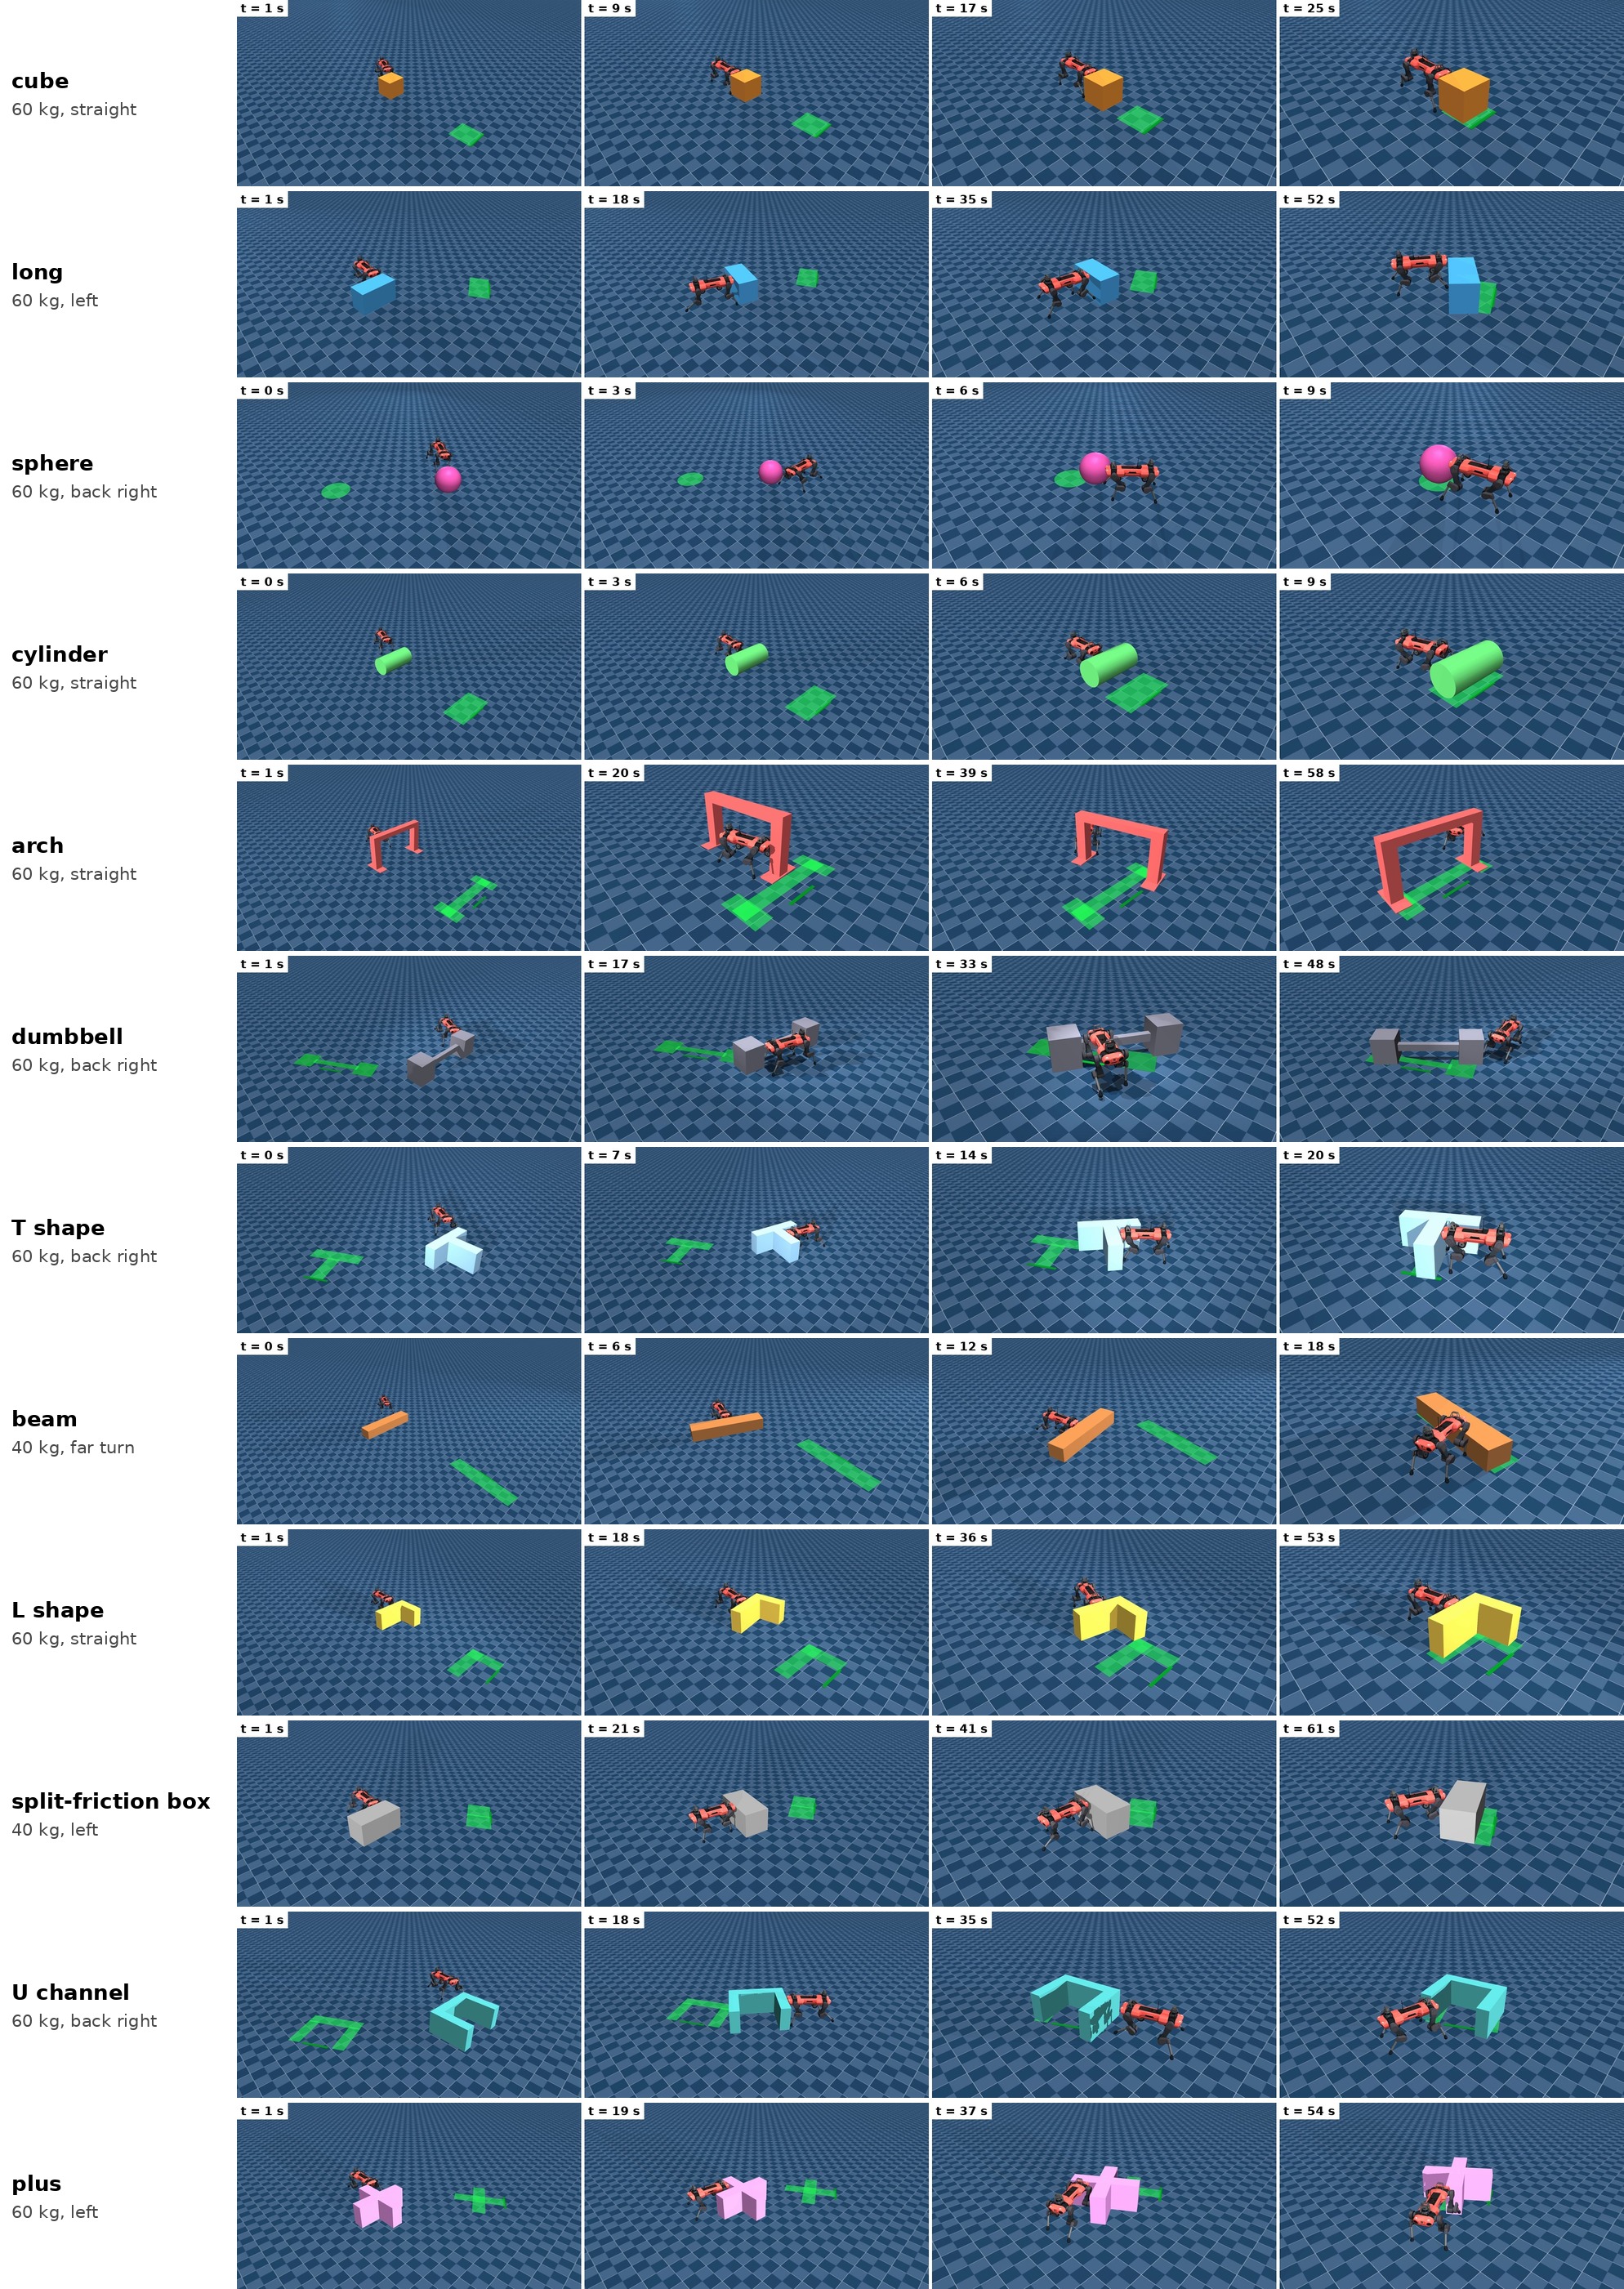 t = 1 s t = 9 s t = 17 s t = 25 s
cube
60 kg, straight
t = 1 s t = 18 s t = 35 s t = 52 s
long
60 kg, left
t = 0 s t = 3 s t = 6 s t = 9 s
sphere
60 kg, back right
t = 0 s t = 3 s t = 6 s t = 9 s
cylinder
60 kg, straight
t = 1 s t = 20 s t = 39 s t = 58 s
arch
60 kg, straight
t = 1 s t = 17 s t = 33 s t = 48 s
dumbbell
60 kg, back right
t = 0 s t = 7 s t = 14 s t = 20 s
T shape
60 kg, back right
t = 0 s t = 6 s t = 12 s t = 18 s
beam
40 kg, far turn
t = 1 s t = 18 s t = 36 s t = 53 s
L shape
60 kg, straight
t = 1 s t = 21 s t = 41 s t = 61 s
split-friction box
40 kg, left
t = 1 s t = 18 s t = 35 s t = 52 s
U channel
60 kg, back right
t = 1 s t = 19 s t = 37 s t = 54 s
plus
60 kg, left